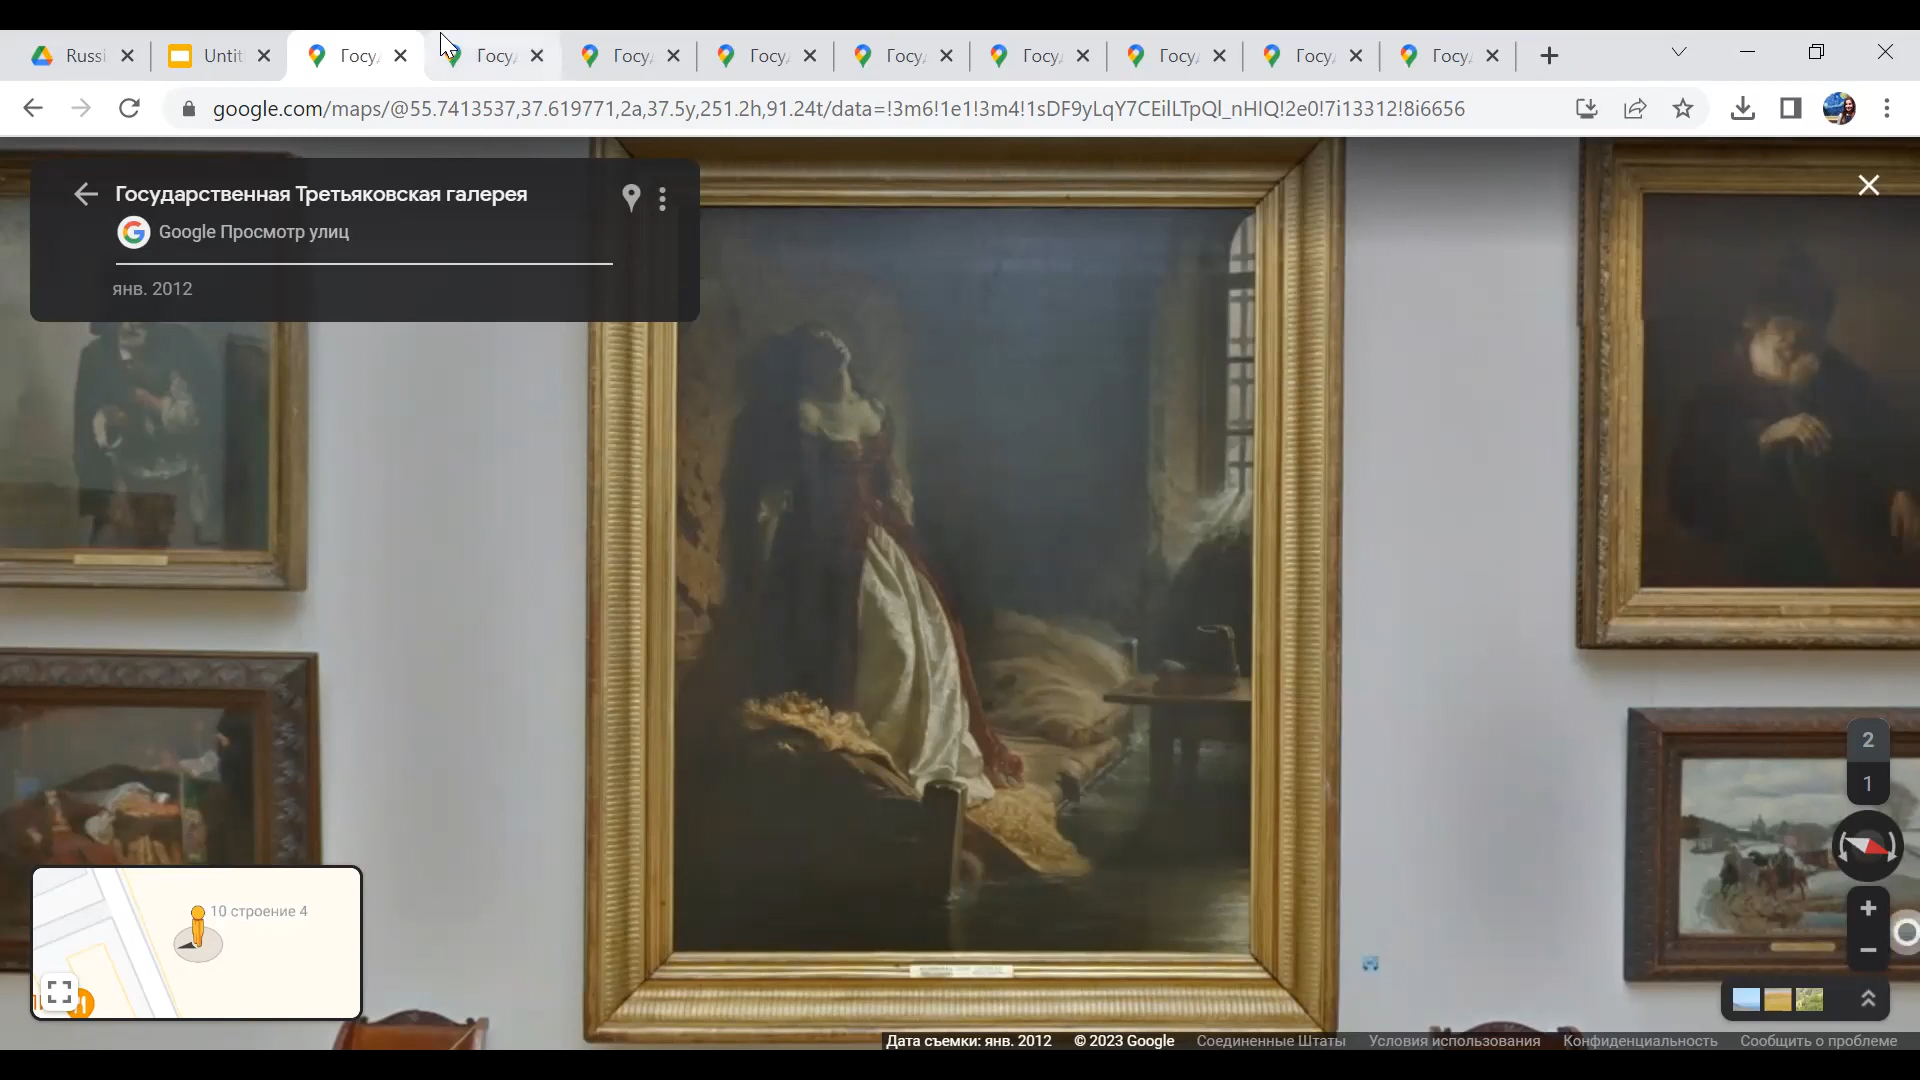 Russi
Untit
Госу
Госу
Госу
Госу
Госу
Госу
Госу
Госу
Госу
google.com/maps/@55.7413537,37.619771,2a,37.5y,251.2h,91.24t/data=!3m6!1e1!3m4!1sDF9yLqY7CEilLTpQl_nHIQ!2e0!7i13312!8i6656
Государственная Третьяковская галерея
Google Просмотр улиц
янв. 2012
2
1
10 строение 4
Дата съемки: янв. 2012 © 2023 Google Соединенные Штаты Условия использования Конфиденциальность Сообщить о проблеме